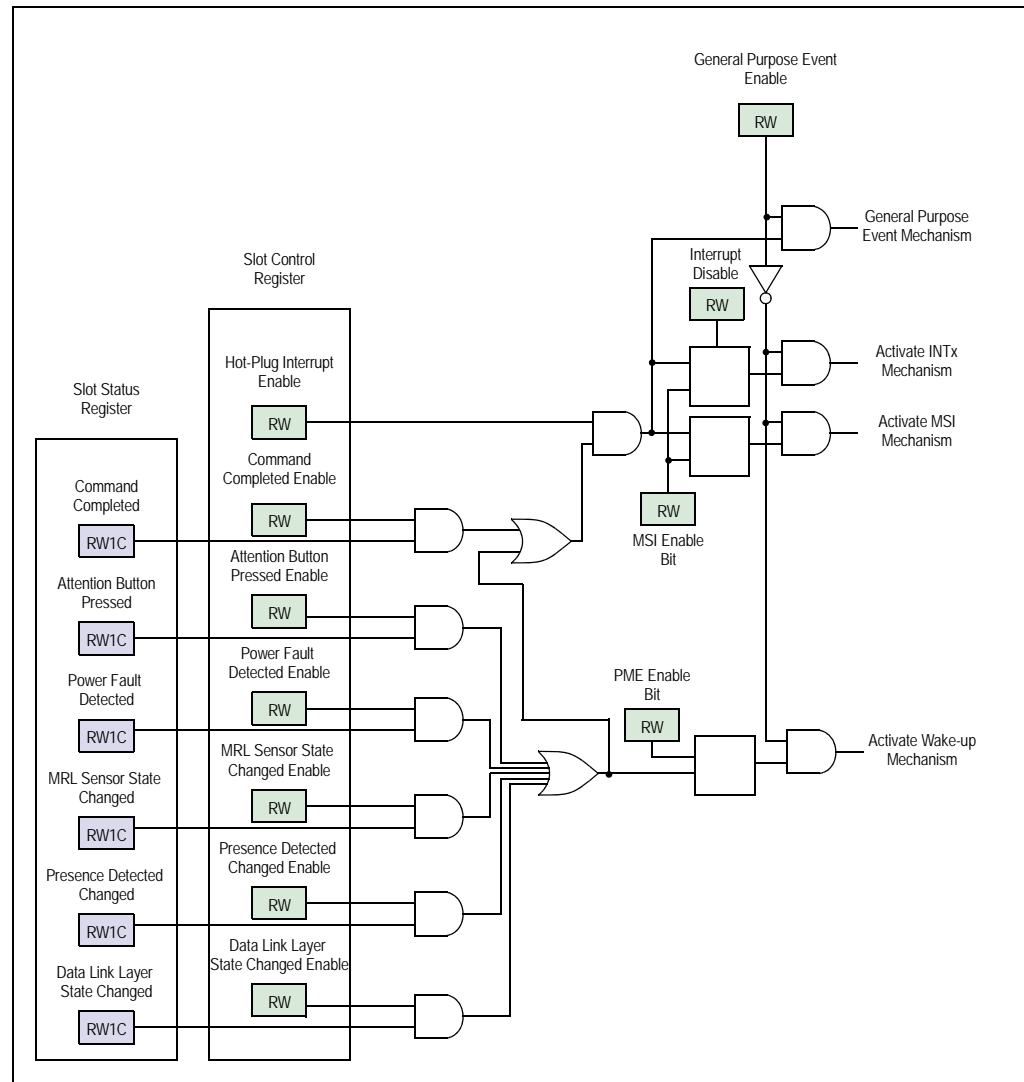 General Purpose Event
Enable
RW
General Purpose
Event Mechanism
Interrupt
Disable
RW
Activate INTx
Mechanism
Activate MSI
Mechanism
RW
MSI Enable
Bit
PME Enable
Bit
RW
Activate Wake-up
Mechanism
Slot Control
Register
Hot-Plug Interrupt
Enable
RW
Command
Completed Enable
RW
Attention Button
Pressed Enable
RW
Power Fault
Detected Enable
RW
MRL Sensor State
Changed Enable
RW
Presence Detected
Changed Enable
RW
Data Link Layer
State Changed Enable
RW
Slot Status
Register
Command
Completed
RW1C
Attention Button
Pressed
RW1C
Power Fault
Detected
RW1C
MRL Sensor State
Changed
RW1C
Presence Detected
Changed
RW1C
Data Link Layer
State Changed
RW1C